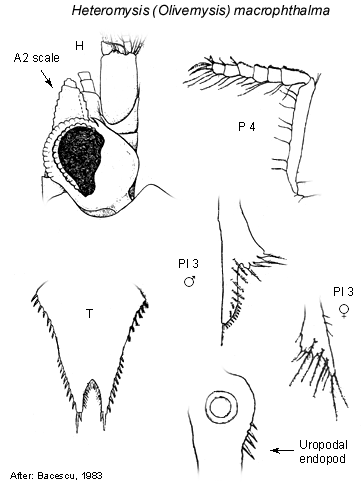 Heteromysis (Olivemysis) macrophthalma
H
A2 scale
P 4
Pl 3
♂
Pl 3
♀
T
Uropodal
endopod
After: Bacescu, 1983